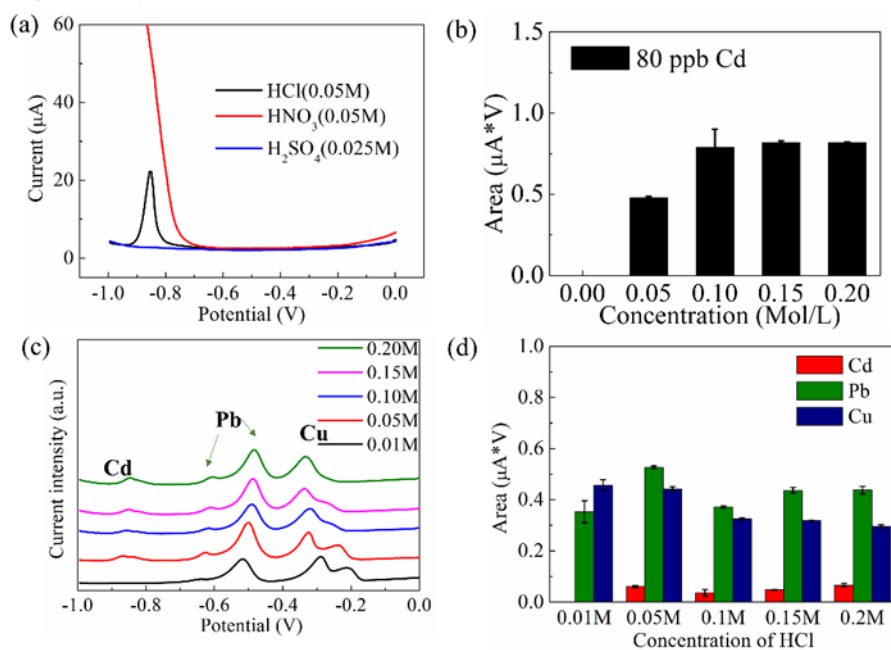 (a)
60
40
20
0
Current (μA)
HCl(0.05M)
HNO₃(0.05M)
H₂SO₄(0.025M)
-1.0 -0.8 -0.6 -0.4 -0.2 0.0
Potential (V)
(b)
1.5
1.0
0.5
0.0
Area (μA*V)
80 ppb Cd
0.00 0.05 0.10 0.15 0.20
Concentration (Mol/L)
(c)
Current intensity (a.u.)
0.20M
0.15M
0.10M
0.05M
0.01M
Cd
Pb
Cu
-1.0 -0.8 -0.6 -0.4 -0.2 -0.0
Potential (V)
(d)
1.0
0.8
0.6
0.4
0.2
0.0
Area (μA*V)
Cd
Pb
Cu
0.01M 0.05M 0.1M 0.15M 0.2M
Concentration of HCl